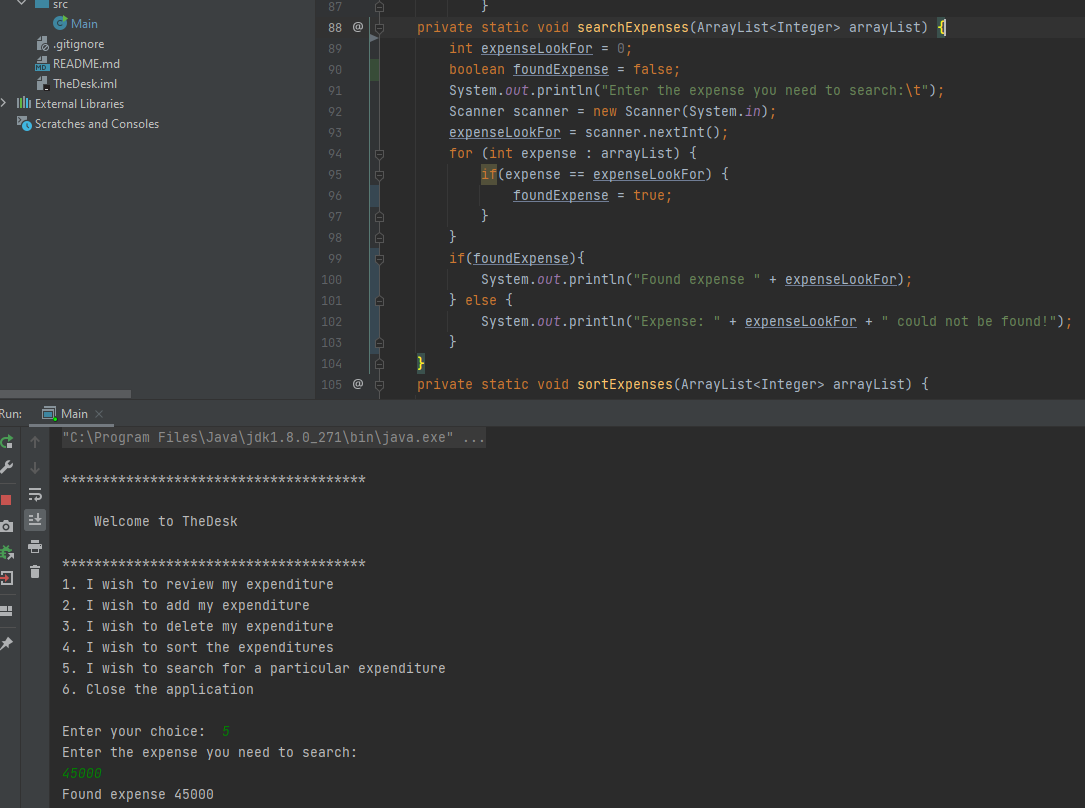 src
Main
.gitignore
README.md
TheDesk.iml
External Libraries
Scratches and Consoles
87 }
88 @ private static void searchExpenses(ArrayList<Integer> arrayList) {
89 int expenseLookFor = 0;
90 boolean foundExpense = false;
91 System.out.println("Enter the expense you need to search:\t");
92 Scanner scanner = new Scanner(System.in);
93 expenseLookFor = scanner.nextInt();
94 for (int expense : arrayList) {
95 if(expense == expenseLookFor) {
96 foundExpense = true;
97 }
98 }
99 if(foundExpense){
100 System.out.println("Found expense " + expenseLookFor);
101 } else {
102 System.out.println("Expense: " + expenseLookFor + " could not be found!");
103 }
104 }
105 @ private static void sortExpenses(ArrayList<Integer> arrayList) {
Run: Main
"C:\Program Files\Java\jdk1.8.0_271\bin\java.exe" ...
**************************************
Welcome to TheDesk
**************************************
1. I wish to review my expenditure
2. I wish to add my expenditure
3. I wish to delete my expenditure
4. I wish to sort the expenditures
5. I wish to search for a particular expenditure
6. Close the application
Enter your choice: 5
Enter the expense you need to search:
45000
Found expense 45000